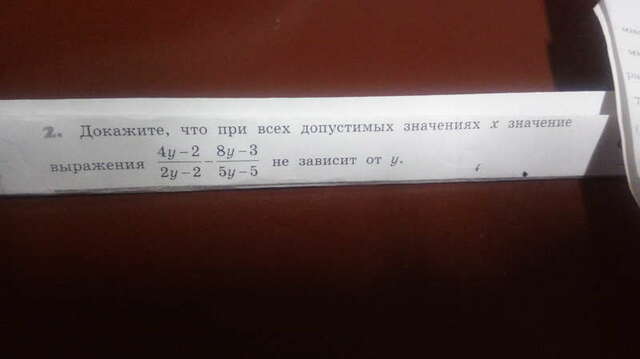 2. Докажите, что при всех допустимых значениях x значение
выражения (4y-2)/(2y-2) - (8y-3)/(5y-5) не зависит от y.